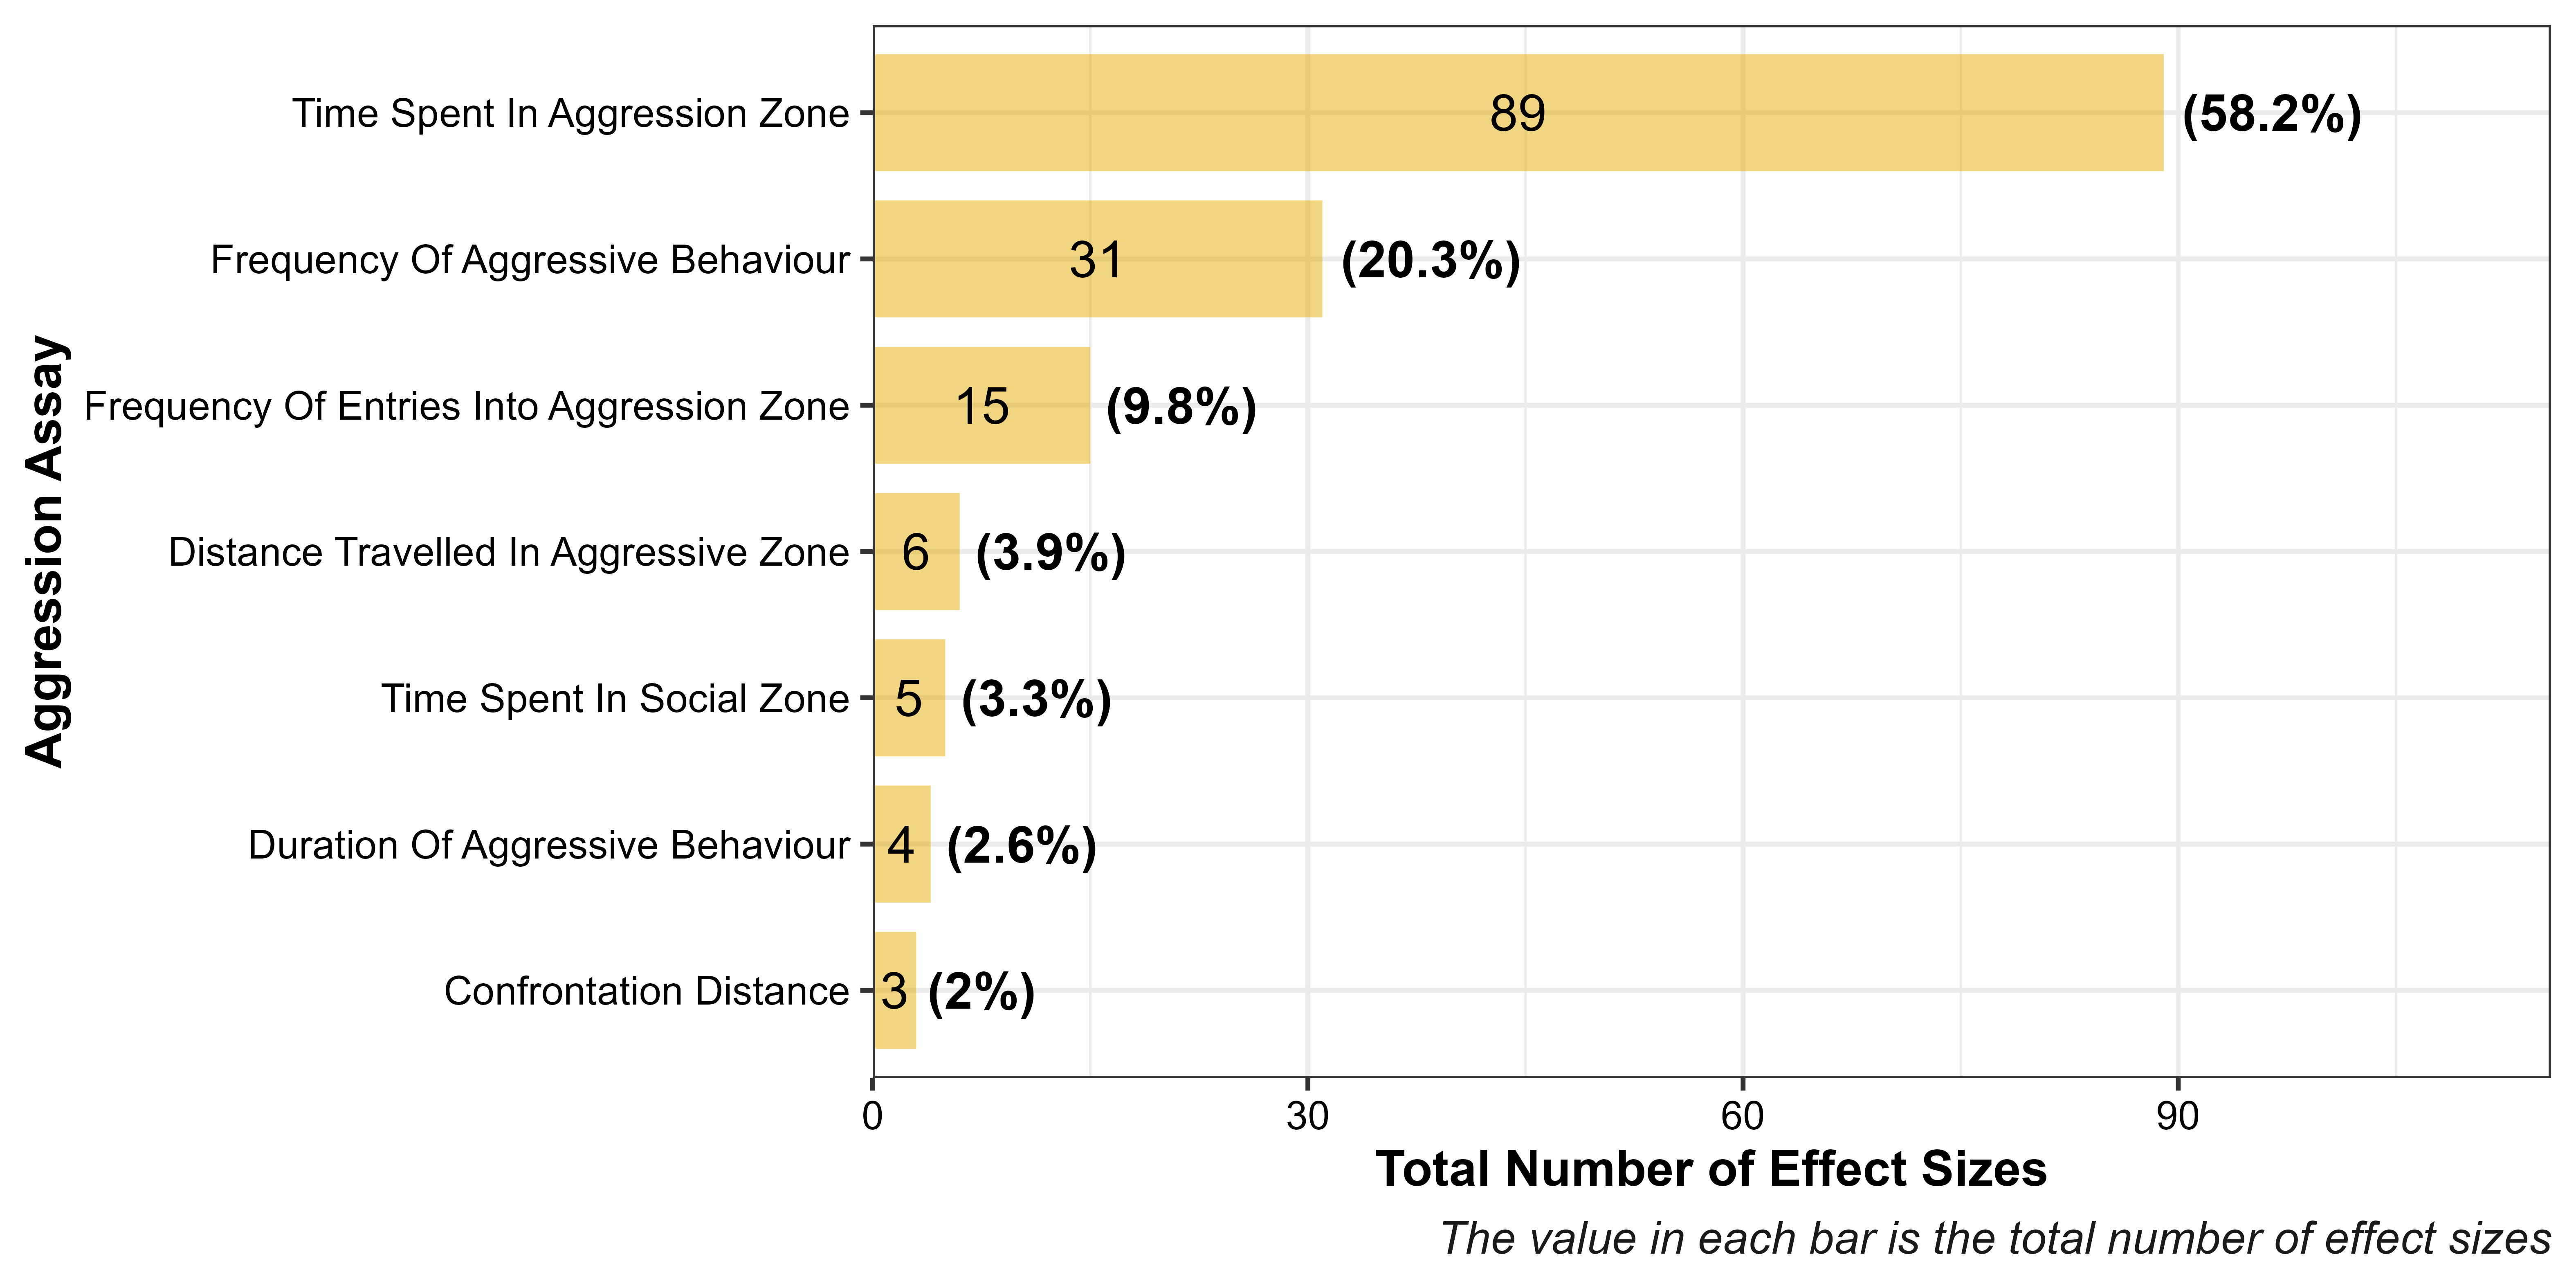 Aggression Assay
Time Spent In Aggression Zone 89 (58.2%)
Frequency Of Aggressive Behaviour 31 (20.3%)
Frequency Of Entries Into Aggression Zone 15 (9.8%)
Distance Travelled In Aggressive Zone 6 (3.9%)
Time Spent In Social Zone 5 (3.3%)
Duration Of Aggressive Behaviour 4 (2.6%)
Confrontation Distance 3 (2%)
0 30 60 90
Total Number of Effect Sizes
The value in each bar is the total number of effect sizes